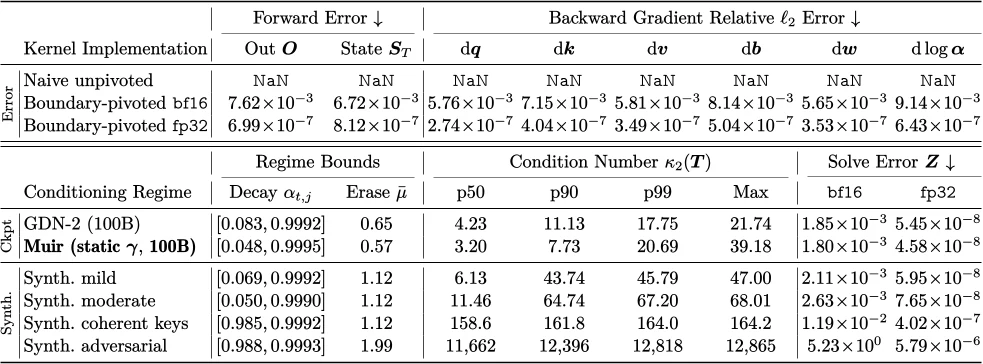 Forward Error ↓ Backward Gradient Relative ℓ₂ Error ↓
Kernel Implementation Out O State S_T dq dk dv db dw d log α
Error
Naive unpivoted NaN NaN NaN NaN NaN NaN NaN NaN
Boundary-pivoted bf16 7.62×10⁻³ 6.72×10⁻³ 5.76×10⁻³ 7.15×10⁻³ 5.81×10⁻³ 8.14×10⁻³ 5.65×10⁻³ 9.14×10⁻³
Boundary-pivoted fp32 6.99×10⁻⁷ 8.12×10⁻⁷ 2.74×10⁻⁷ 4.04×10⁻⁷ 3.49×10⁻⁷ 5.04×10⁻⁷ 3.53×10⁻⁷ 6.43×10⁻⁷
Regime Bounds Condition Number κ₂(T) Solve Error Z ↓
Conditioning Regime Decay α_{t,j} Erase μ̄ p50 p90 p99 Max bf16 fp32
Ckpt
GDN-2 (100B) [0.083, 0.9992] 0.65 4.23 11.13 17.75 21.74 1.85×10⁻³ 5.45×10⁻⁸
Muir (static γ, 100B) [0.048, 0.9995] 0.57 3.20 7.73 20.69 39.18 1.80×10⁻³ 4.58×10⁻⁸
Synth.
Synth. mild [0.069, 0.9992] 1.12 6.13 43.74 45.79 47.00 2.11×10⁻³ 5.95×10⁻⁸
Synth. moderate [0.050, 0.9990] 1.12 11.46 64.74 67.20 68.01 2.63×10⁻³ 7.65×10⁻⁸
Synth. coherent keys [0.985, 0.9992] 1.12 158.6 161.8 164.0 164.2 1.19×10⁻² 4.02×10⁻⁷
Synth. adversarial [0.988, 0.9993] 1.99 11,662 12,396 12,818 12,865 5.23×10⁰ 5.79×10⁻⁶